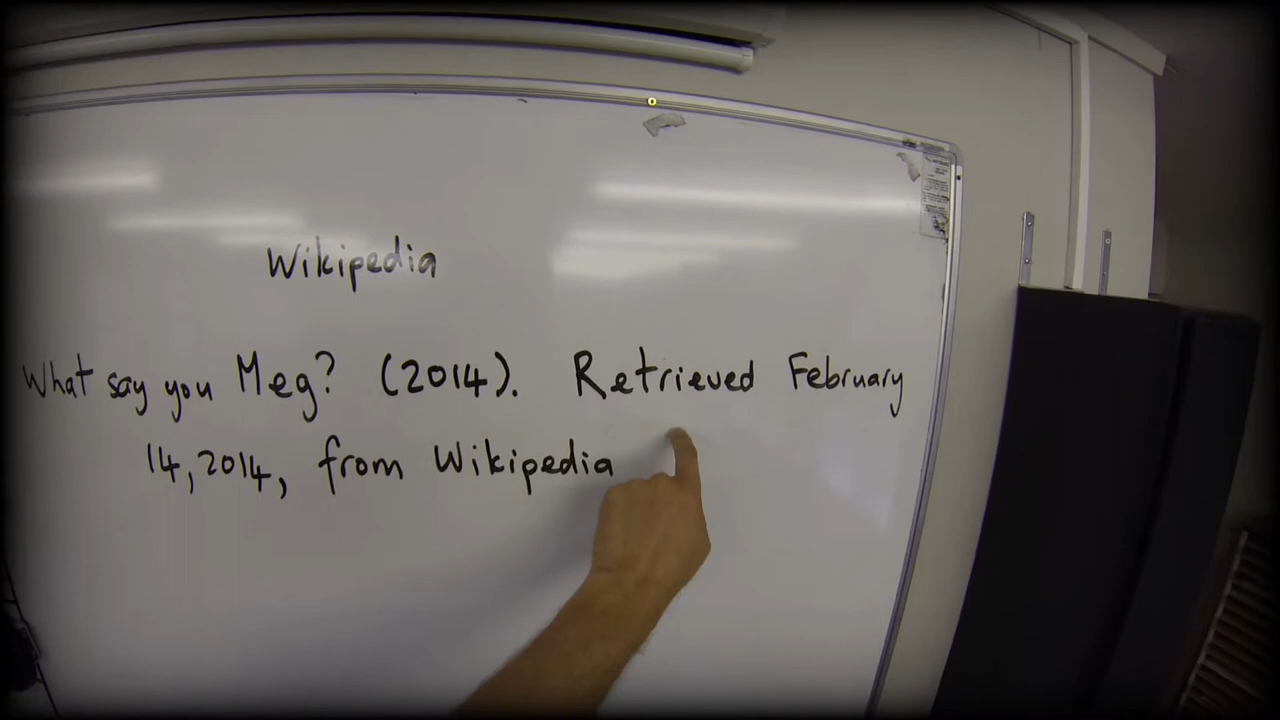 Wikipedia
What say you Meg? (2014). Retrieved February
14, 2014, from Wikipedia